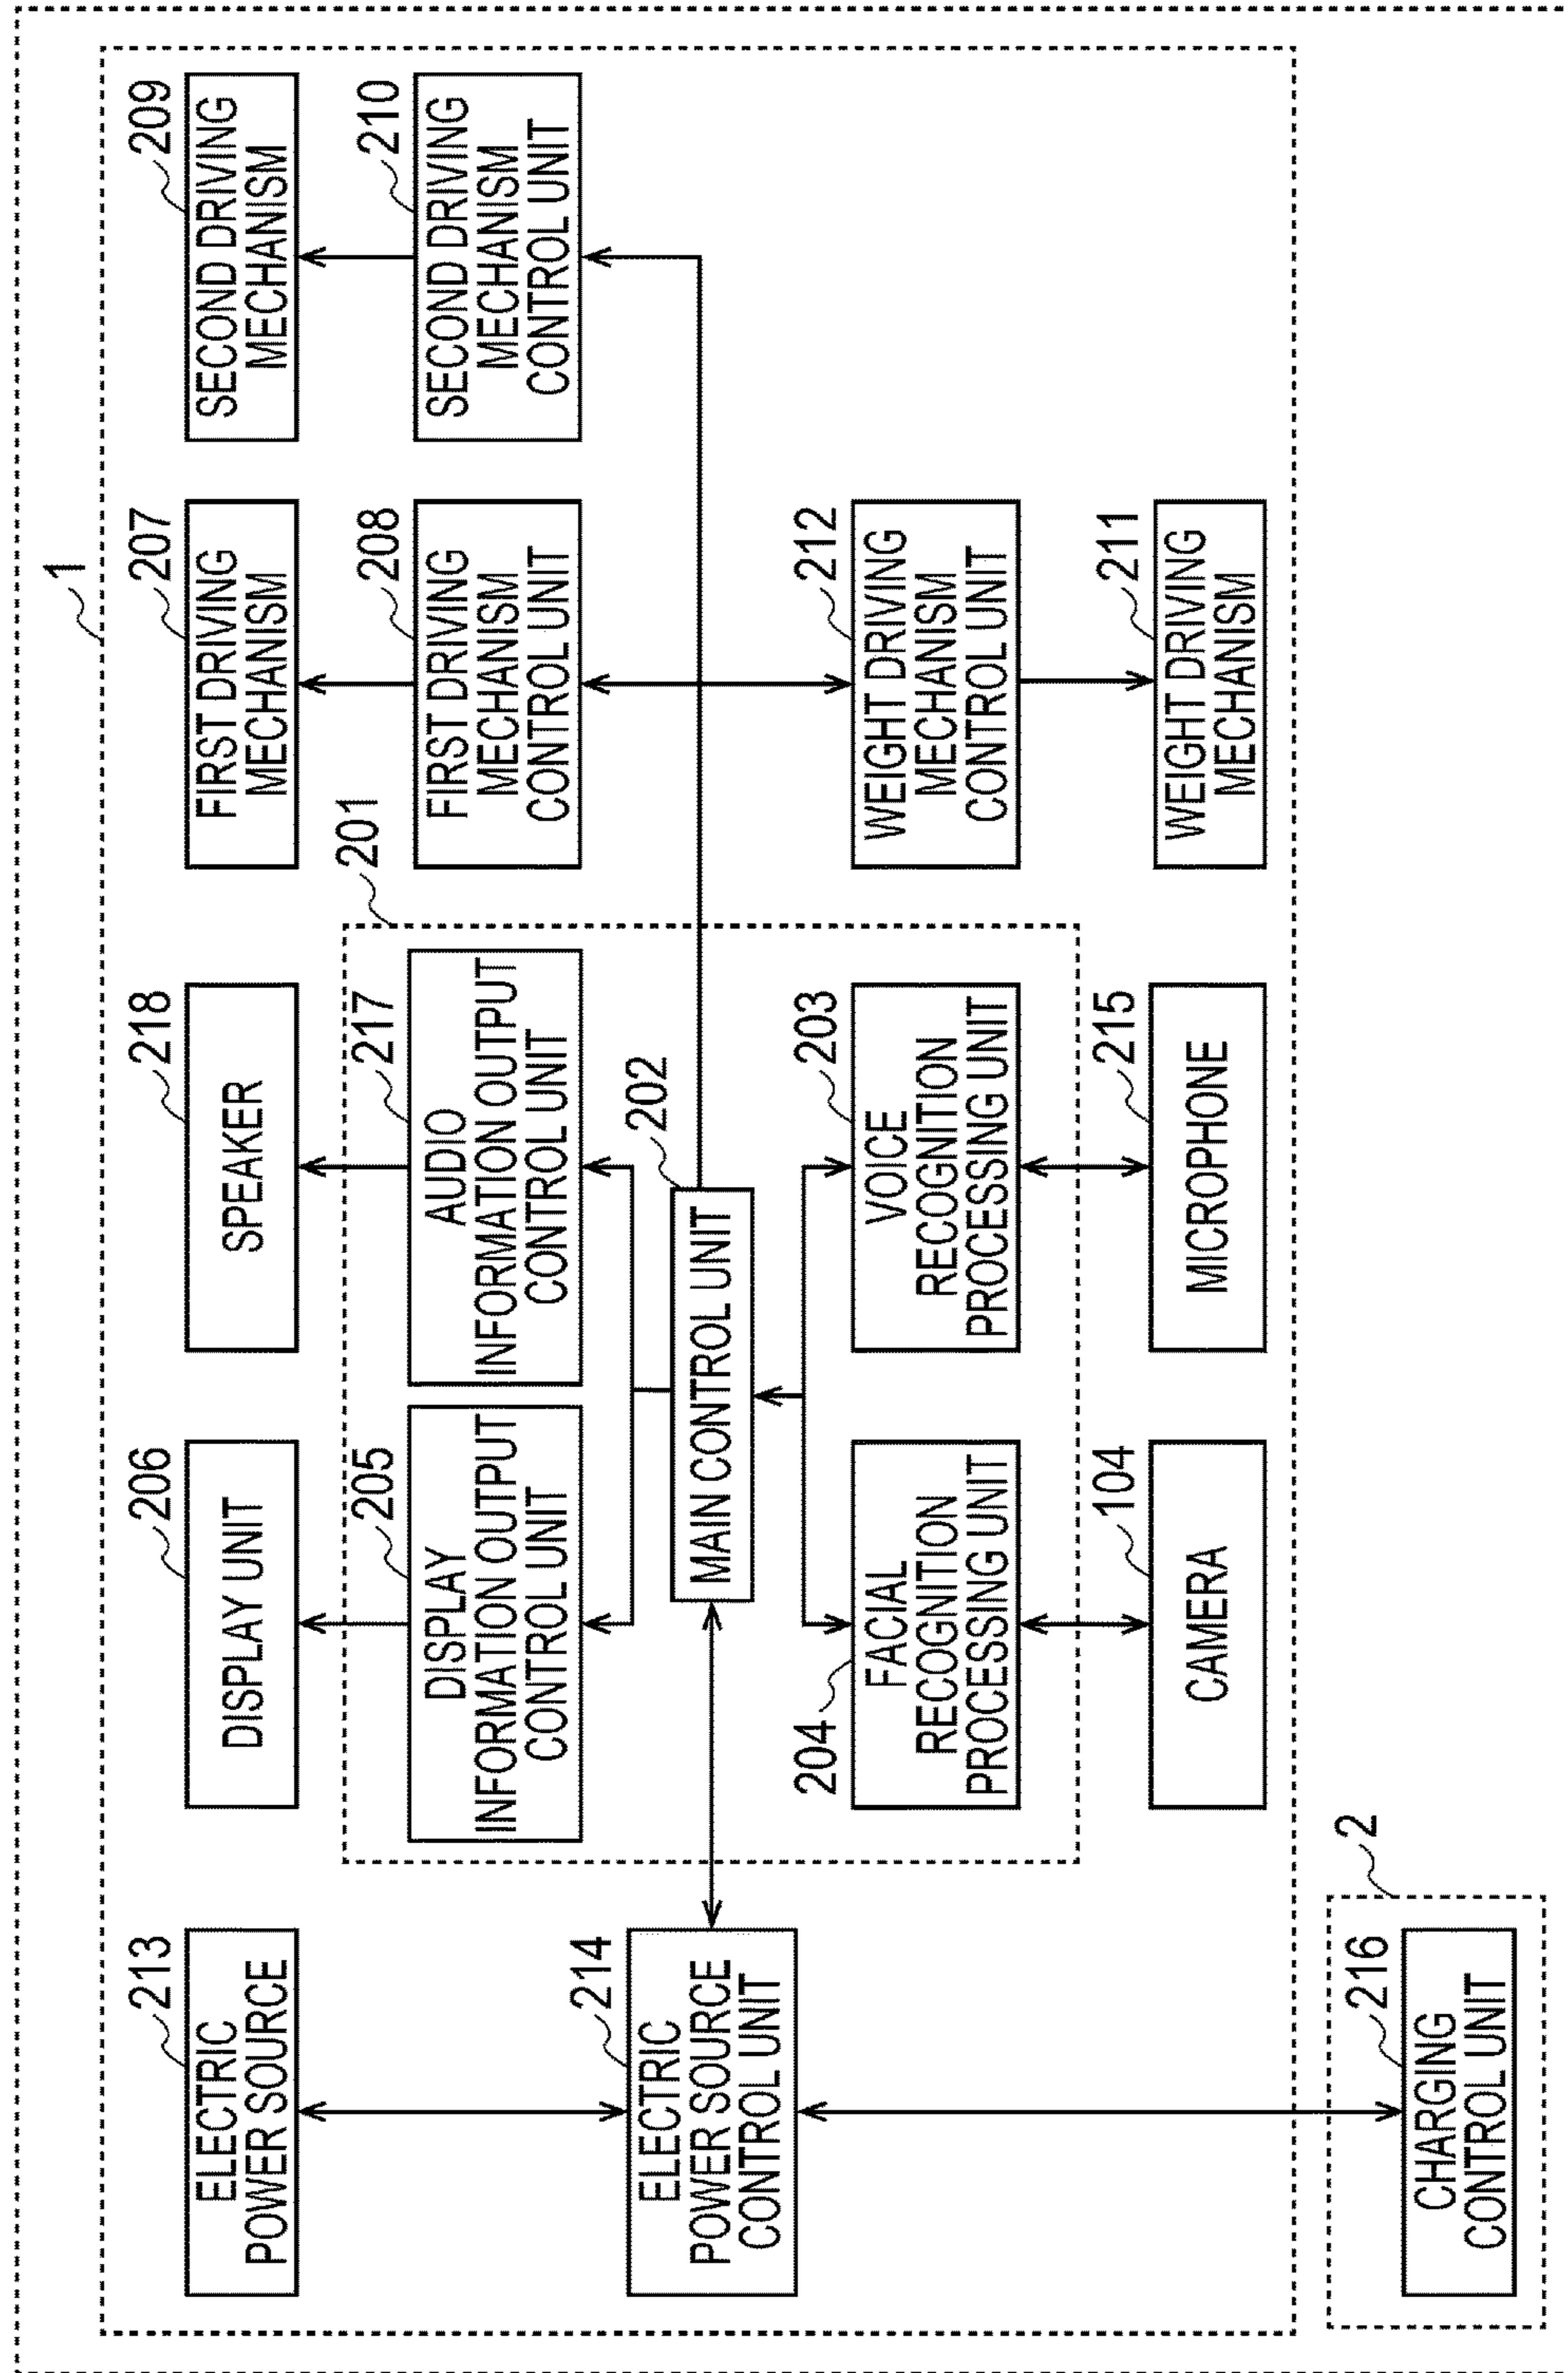 1
213
ELECTRIC
POWER SOURCE
206
DISPLAY UNIT
218
SPEAKER
207
FIRST DRIVING
MECHANISM
209
SECOND DRIVING
MECHANISM
201
205
DISPLAY
INFORMATION OUTPUT
CONTROL UNIT
217
AUDIO
INFORMATION OUTPUT
CONTROL UNIT
208
FIRST DRIVING
MECHANISM
CONTROL UNIT
210
SECOND DRIVING
MECHANISM
CONTROL UNIT
214
ELECTRIC
POWER SOURCE
CONTROL UNIT
202
MAIN CONTROL UNIT
204
FACIAL
RECOGNITION
PROCESSING UNIT
203
VOICE
RECOGNITION
PROCESSING UNIT
212
WEIGHT DRIVING
MECHANISM
CONTROL UNIT
104
CAMERA
215
MICROPHONE
211
WEIGHT DRIVING
MECHANISM
2
216
CHARGING
CONTROL UNIT